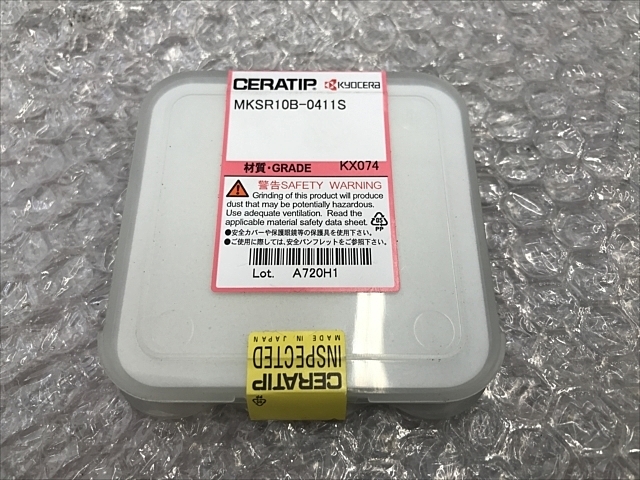 CERATIP KYOCERA
MKSR10B-0411S
材質・GRADE KX074
警告SAFETY WARNING
Grinding of this product will produce
dust that may be potentially hazardous.
Use adequate ventilation. Read the
applicable material safety data sheet.
PP
●安全カバーや保護眼鏡等の保護具を使用下さい。
●ご使用に際しては、安全パンフレットをご参照下さい。
Lot. A720H1
CERATIP
INSPECTED
MADE IN JAPAN